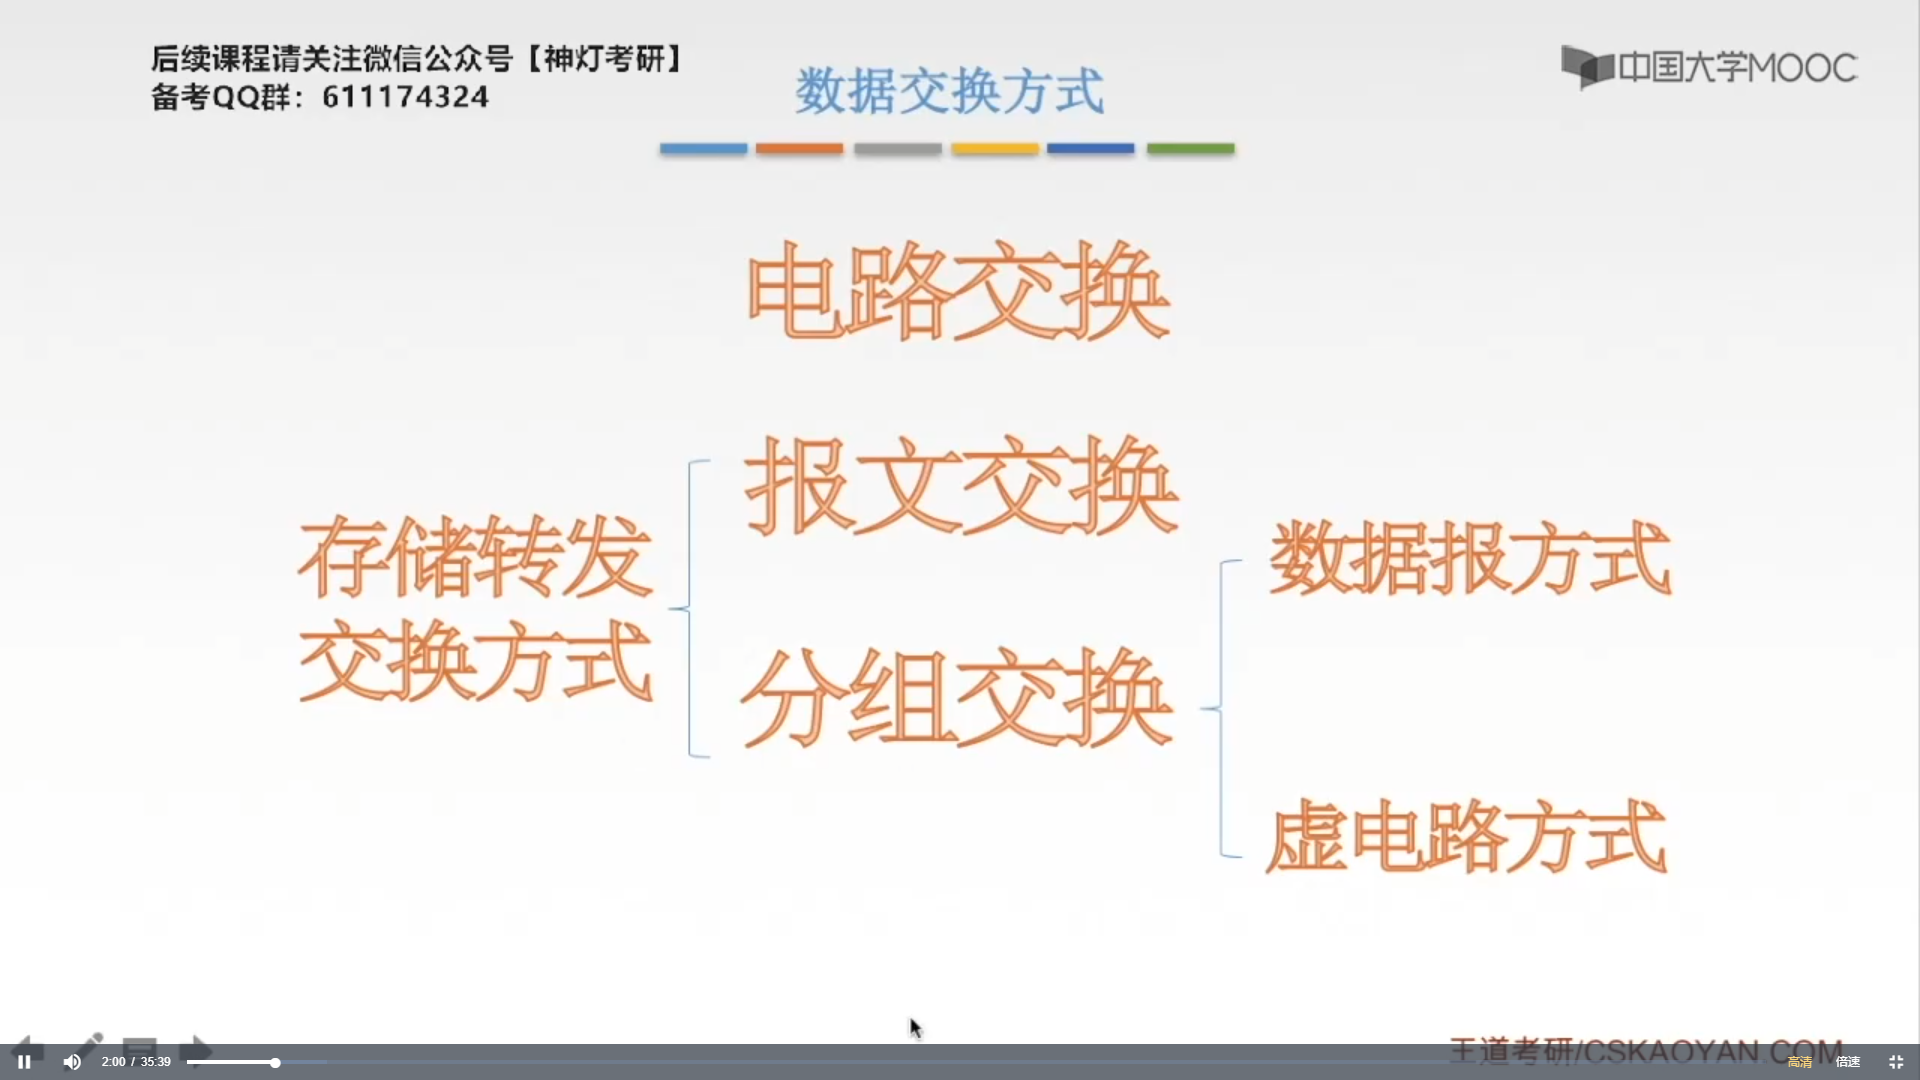 后续课程请关注微信公众号【神灯考研】
备考QQ群：611174324
数据交换方式
中国大学MOOC
电路交换
报文交换
存储转发
交换方式
分组交换
数据报方式
虚电路方式
王道考研/CSKAOYAN.COM
2:00 / 35:39
高清
倍速